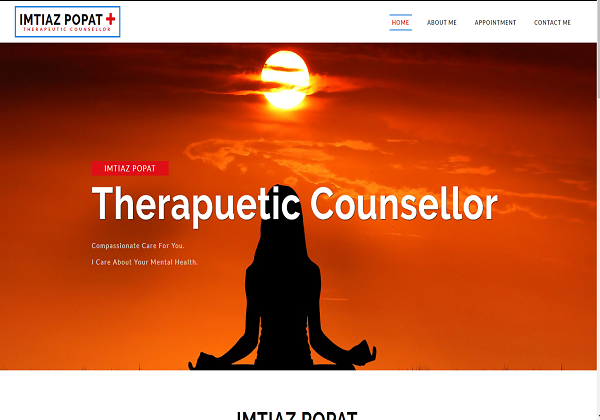 IMTIAZ POPAT
THERAPEUTIC COUNSELLOR
HOME
ABOUT ME
APPOINTMENT
CONTACT ME
IMTIAZ POPAT
Therapuetic Counsellor
Compassionate Care For You.
I Care About Your Mental Health.
IMTIAZ POPAT